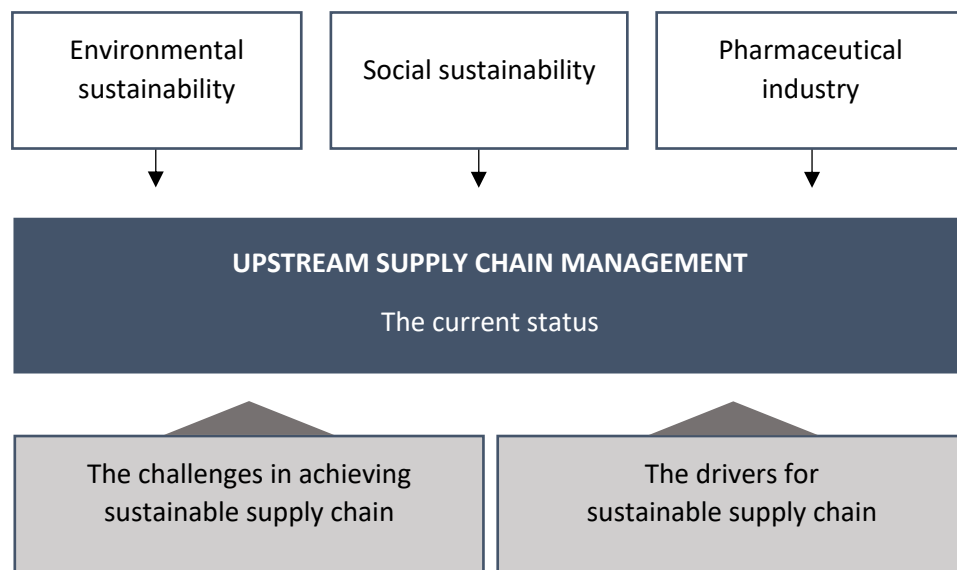 Environmental
sustainability
Social sustainability
Pharmaceutical
industry
UPSTREAM SUPPLY CHAIN MANAGEMENT
The current status
The challenges in achieving
sustainable supply chain
The drivers for
sustainable supply chain